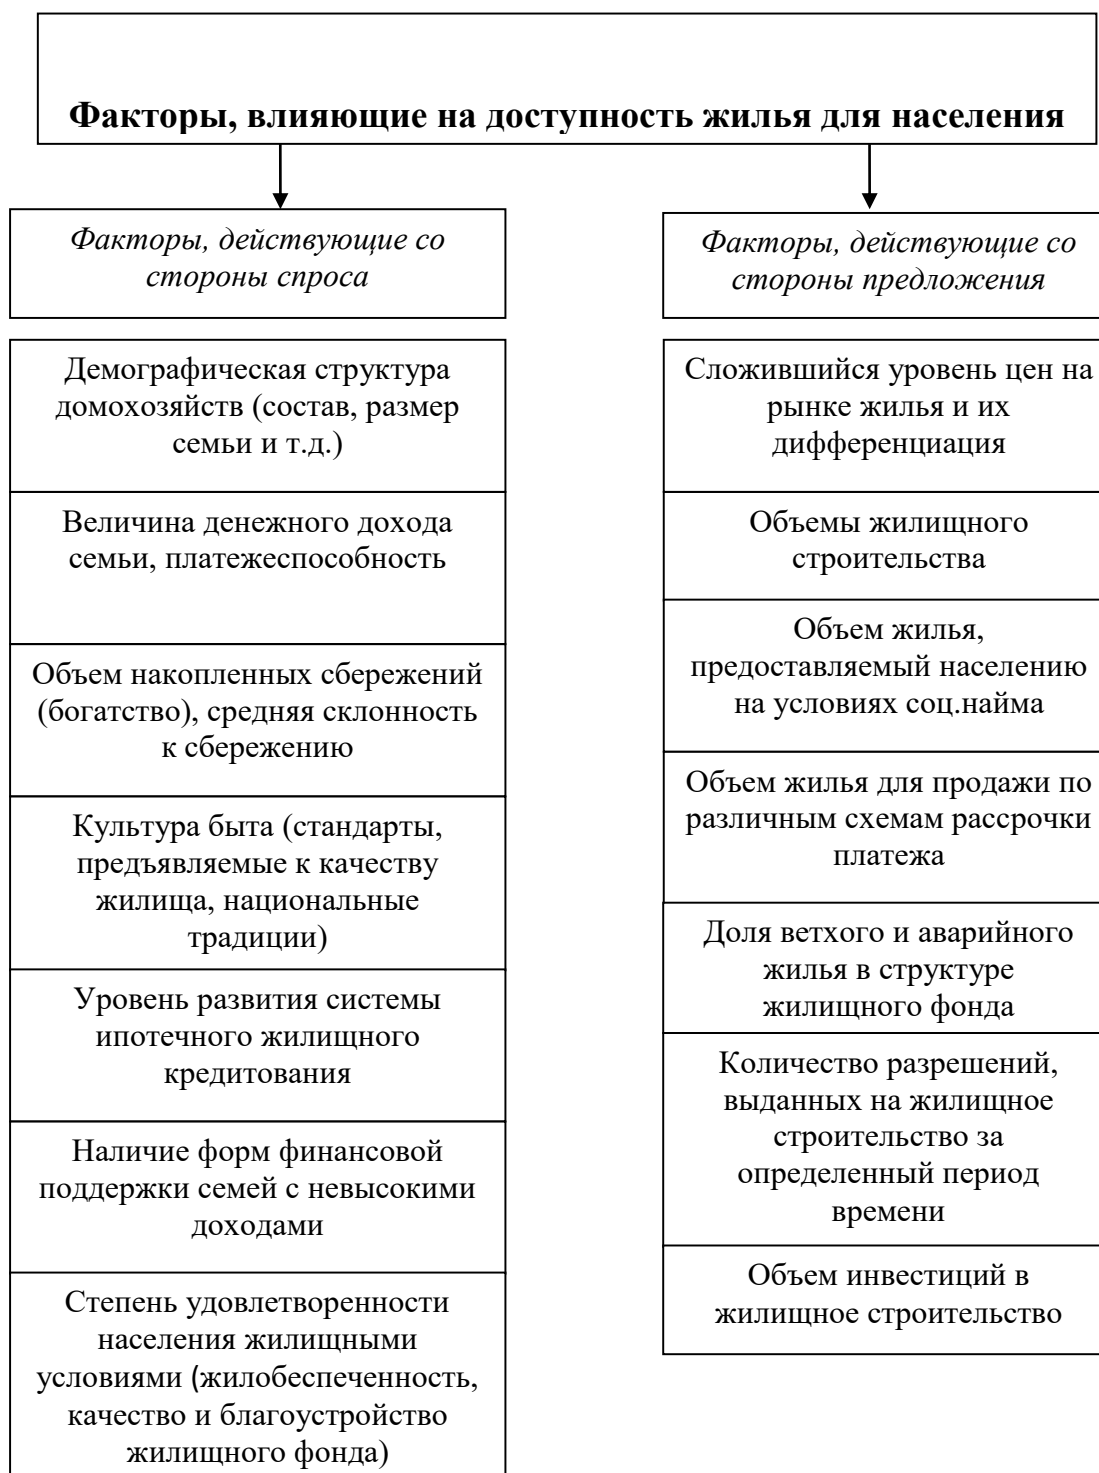 Факторы, влияющие на доступность жилья для населения
Факторы, действующие со
стороны спроса
Демографическая структура
домохозяйств (состав, размер
семьи и т.д.)
Величина денежного дохода
семьи, платежеспособность
Объем накопленных сбережений
(богатство), средняя склонность
к сбережению
Культура быта (стандарты,
предъявляемые к качеству
жилища, национальные
традиции)
Уровень развития системы
ипотечного жилищного
кредитования
Наличие форм финансовой
поддержки семей с невысокими
доходами
Степень удовлетворенности
населения жилищными
условиями (жилобеспеченность,
качество и благоустройство
жилищного фонда)
Факторы, действующие со
стороны предложения
Сложившийся уровень цен на
рынке жилья и их
дифференциация
Объемы жилищного
строительства
Объем жилья,
предоставляемый населению
на условиях соц.найма
Объем жилья для продажи по
различным схемам рассрочки
платежа
Доля ветхого и аварийного
жилья в структуре
жилищного фонда
Количество разрешений,
выданных на жилищное
строительство за
определенный период
времени
Объем инвестиций в
жилищное строительство